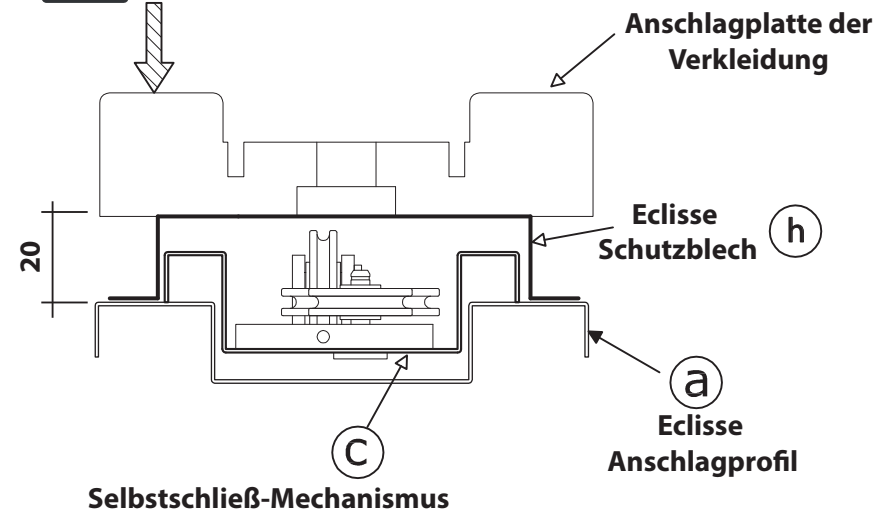 Anschlagplatte der
Verkleidung
20
Eclisse
Schutzblech
h
a
Eclisse
Anschlagprofil
C
Selbstschließ-Mechanismus